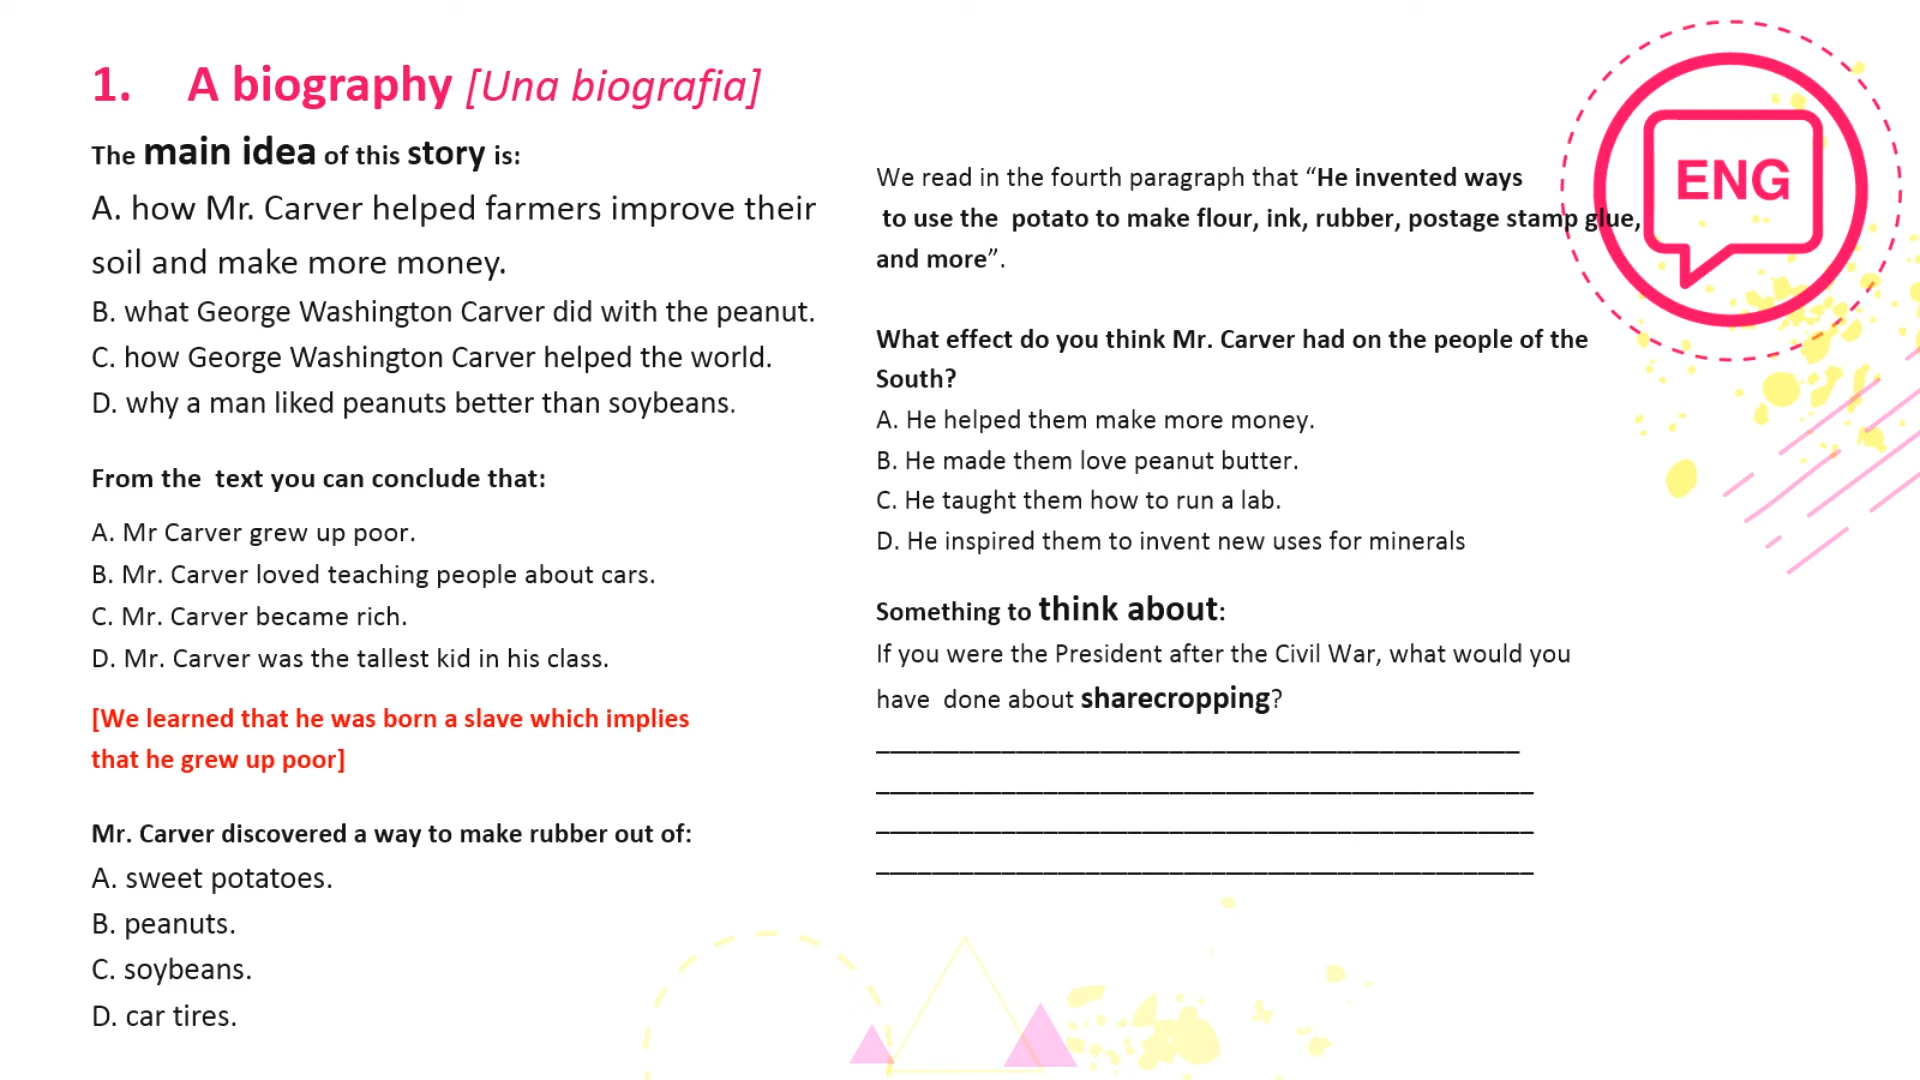 1. A biography [Una biografia]
The main idea of this story is:
A. how Mr. Carver helped farmers improve their
soil and make more money.
B. what George Washington Carver did with the peanut.
C. how George Washington Carver helped the world.
D. why a man liked peanuts better than soybeans.
From the text you can conclude that:
A. Mr Carver grew up poor.
B. Mr. Carver loved teaching people about cars.
C. Mr. Carver became rich.
D. Mr. Carver was the tallest kid in his class.
[We learned that he was born a slave which implies
that he grew up poor]
Mr. Carver discovered a way to make rubber out of:
A. sweet potatoes.
B. peanuts.
C. soybeans.
D. car tires.
We read in the fourth paragraph that “He invented ways
to use the potato to make flour, ink, rubber, postage stamp glue,
and more”.
What effect do you think Mr. Carver had on the people of the
South?
A. He helped them make more money.
B. He made them love peanut butter.
C. He taught them how to run a lab.
D. He inspired them to invent new uses for minerals
Something to think about:
If you were the President after the Civil War, what would you
have done about sharecropping?
ENG